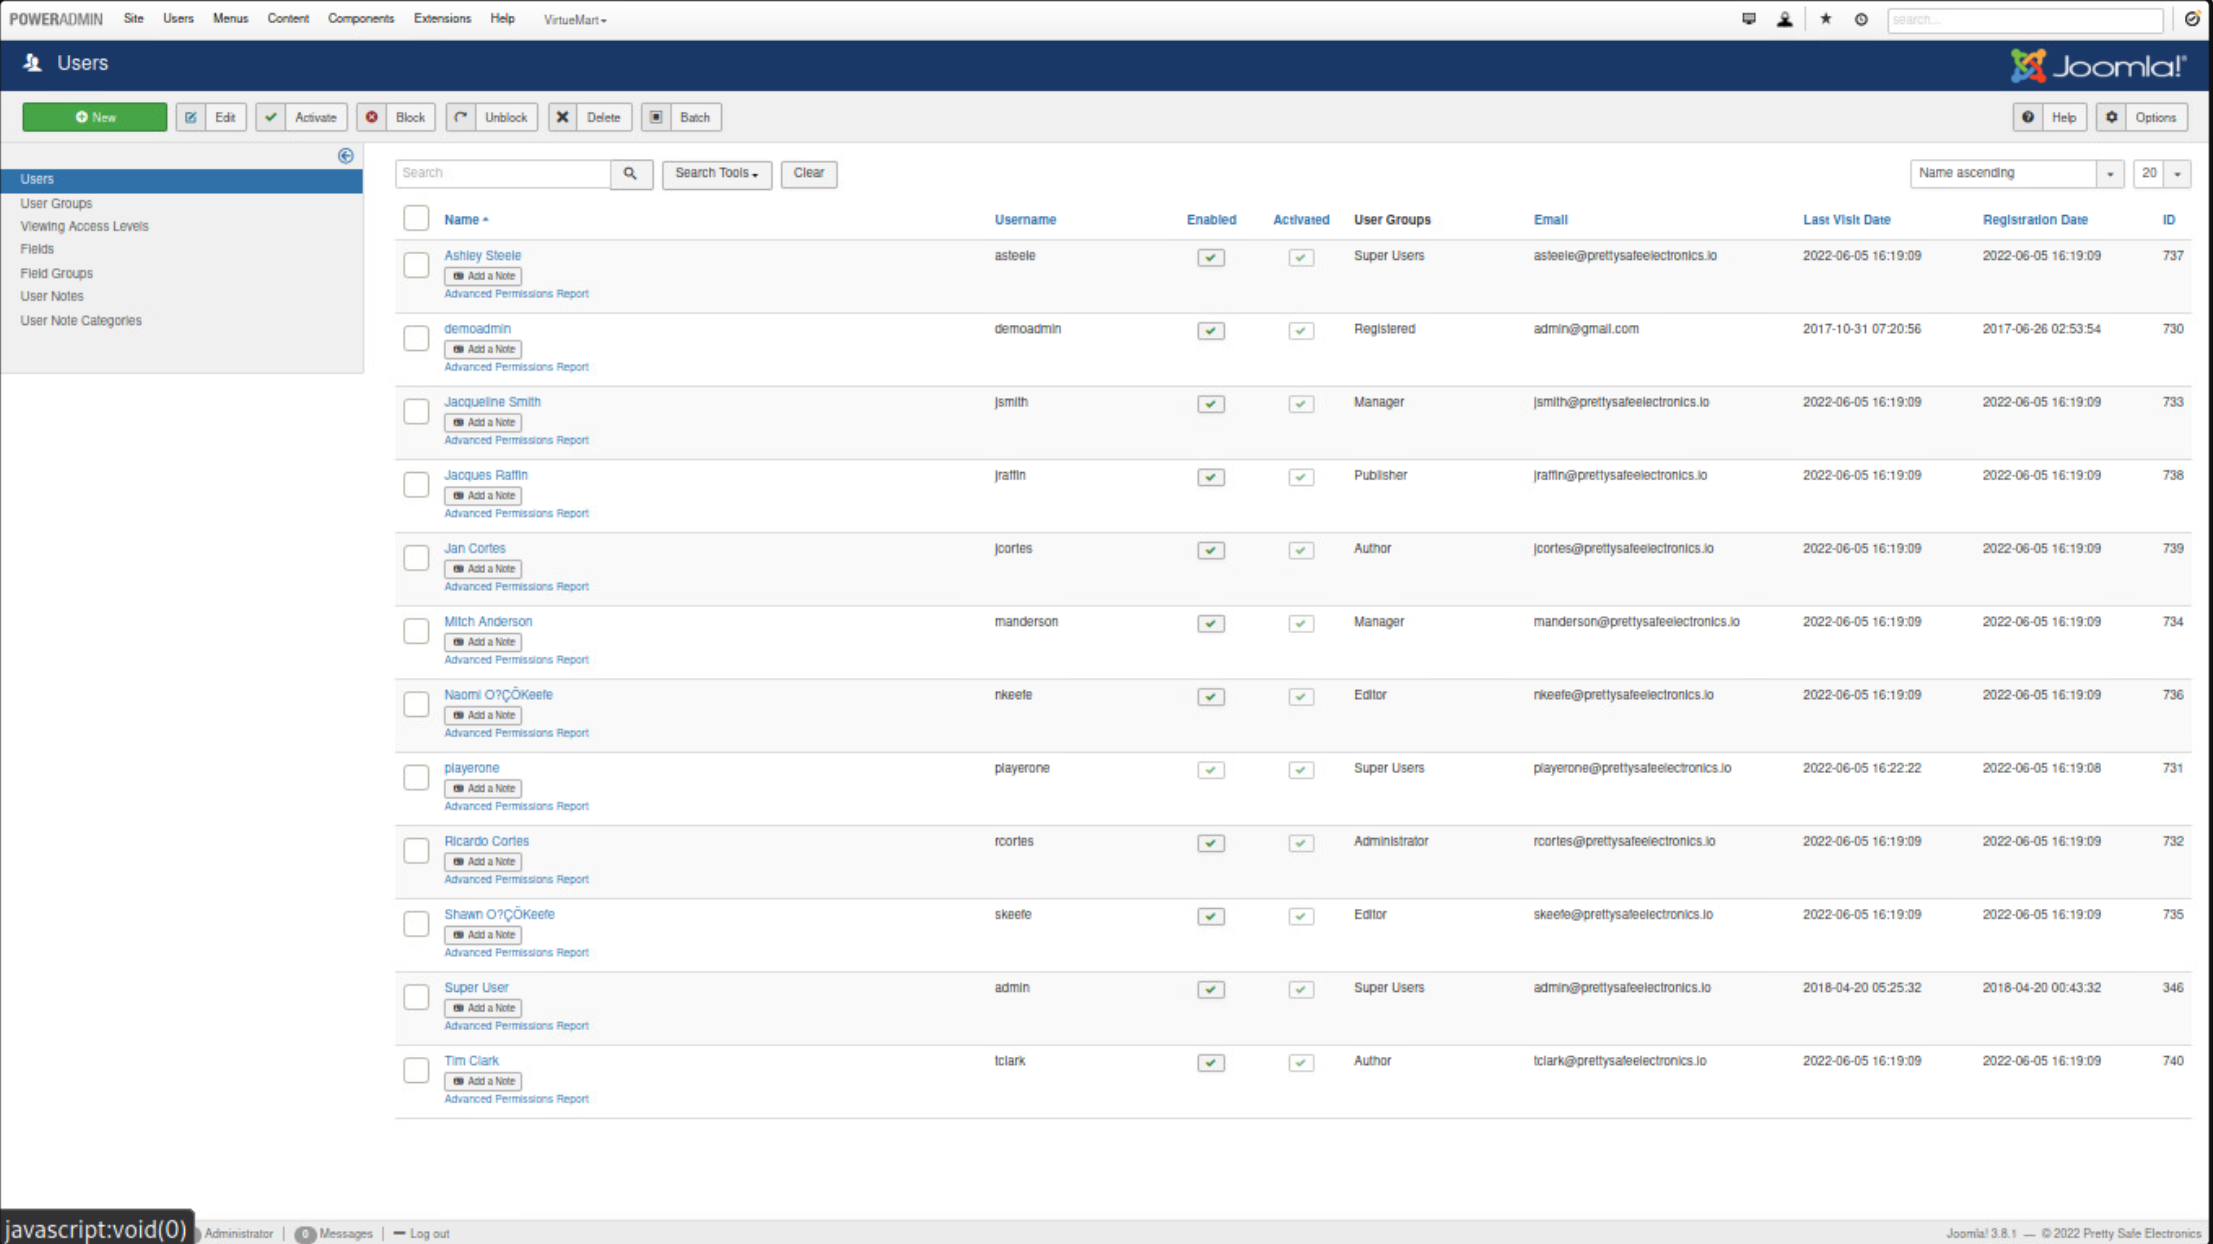 POWERADMIN Site Users Menus Content Components Extensions Help VirtueMart search...
Users Joomla!
New Edit Activate Block Unblock Delete Batch Help Options
Users
User Groups
Viewing Access Levels
Fields
Field Groups
User Notes
User Note Categories
Search Search Tools Clear Name ascending 20
Name Username Enabled Activated User Groups Email Last Visit Date Registration Date ID
Ashley Steele asteele Super Users asteele@prettysafeelectronics.io 2022-06-05 16:19:09 2022-06-05 16:19:09 737
Add a Note
Advanced Permissions Report
demoadmin demoadmin Registered admin@gmail.com 2017-10-31 07:20:56 2017-06-26 02:53:54 730
Add a Note
Advanced Permissions Report
Jacqueline Smith jsmith Manager jsmith@prettysafeelectronics.io 2022-06-05 16:19:09 2022-06-05 16:19:09 733
Add a Note
Advanced Permissions Report
Jacques Raffin jraffin Publisher jraffin@prettysafeelectronics.io 2022-06-05 16:19:09 2022-06-05 16:19:09 738
Add a Note
Advanced Permissions Report
Jan Cortes jcortes Author jcortes@prettysafeelectronics.io 2022-06-05 16:19:09 2022-06-05 16:19:09 739
Add a Note
Advanced Permissions Report
Mitch Anderson manderson Manager manderson@prettysafeelectronics.io 2022-06-05 16:19:09 2022-06-05 16:19:09 734
Add a Note
Advanced Permissions Report
Naomi O?ÇÖKeefe nkeefe Editor nkeefe@prettysafeelectronics.io 2022-06-05 16:19:09 2022-06-05 16:19:09 736
Add a Note
Advanced Permissions Report
playerone playerone Super Users playerone@prettysafeelectronics.io 2022-06-05 16:22:22 2022-06-05 16:19:08 731
Add a Note
Advanced Permissions Report
Ricardo Cortes rcortes Administrator rcortes@prettysafeelectronics.io 2022-06-05 16:19:09 2022-06-05 16:19:09 732
Add a Note
Advanced Permissions Report
Shawn O?ÇÖKeefe skeefe Editor skeefe@prettysafeelectronics.io 2022-06-05 16:19:09 2022-06-05 16:19:09 735
Add a Note
Advanced Permissions Report
Super User admin Super Users admin@prettysafeelectronics.io 2018-04-20 05:25:32 2018-04-20 00:43:32 346
Add a Note
Advanced Permissions Report
Tim Clark tclark Author tclark@prettysafeelectronics.io 2022-06-05 16:19:09 2022-06-05 16:19:09 740
Add a Note
Advanced Permissions Report
javascript:void(0) Administrator 0 Messages Log out Joomla! 3.8.1 — © 2022 Pretty Safe Electronics